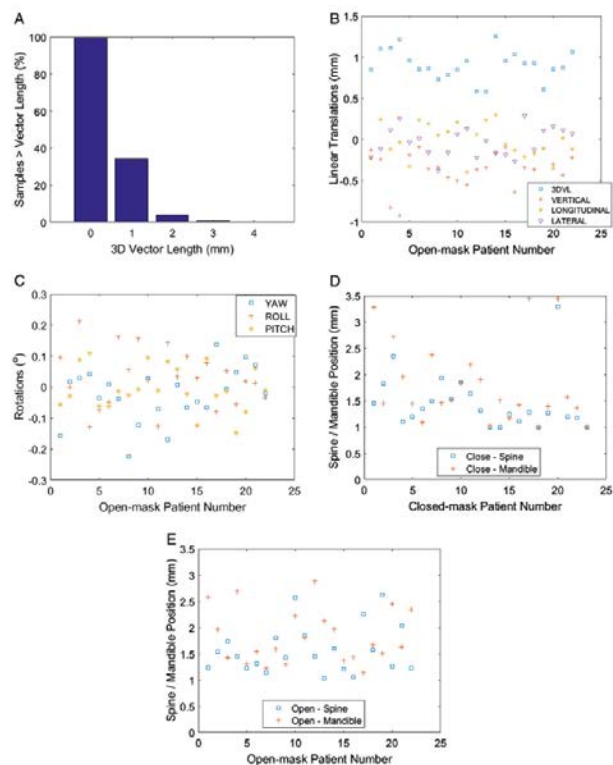 A
Samples > Vector Length (%)
100
80
60
40
20
0
0 1 2 3 4
3D Vector Length (mm)
B
Linear Translations (mm)
1.5
1
0.5
0
-0.5
-1
3DVL
VERTICAL
LONGITUDINAL
LATERAL
0 5 10 15 20 25
Open-mask Patient Number
C
Rotations (°)
0.3
0.2
0.1
0
-0.1
-0.2
-0.3
YAW
ROLL
PITCH
0 5 10 15 20 25
Open-mask Patient Number
D
Spine / Mandible Position (mm)
3.5
3
2.5
2
1.5
1
0.5
0
Close - Spine
Close - Mandible
0 5 10 15 20 25
Closed-mask Patient Number
E
Spine / Mandible Position (mm)
3.5
3
2.5
2
1.5
1
0.5
0
Open - Spine
Open - Mandible
0 5 10 15 20 25
Open-mask Patient Number